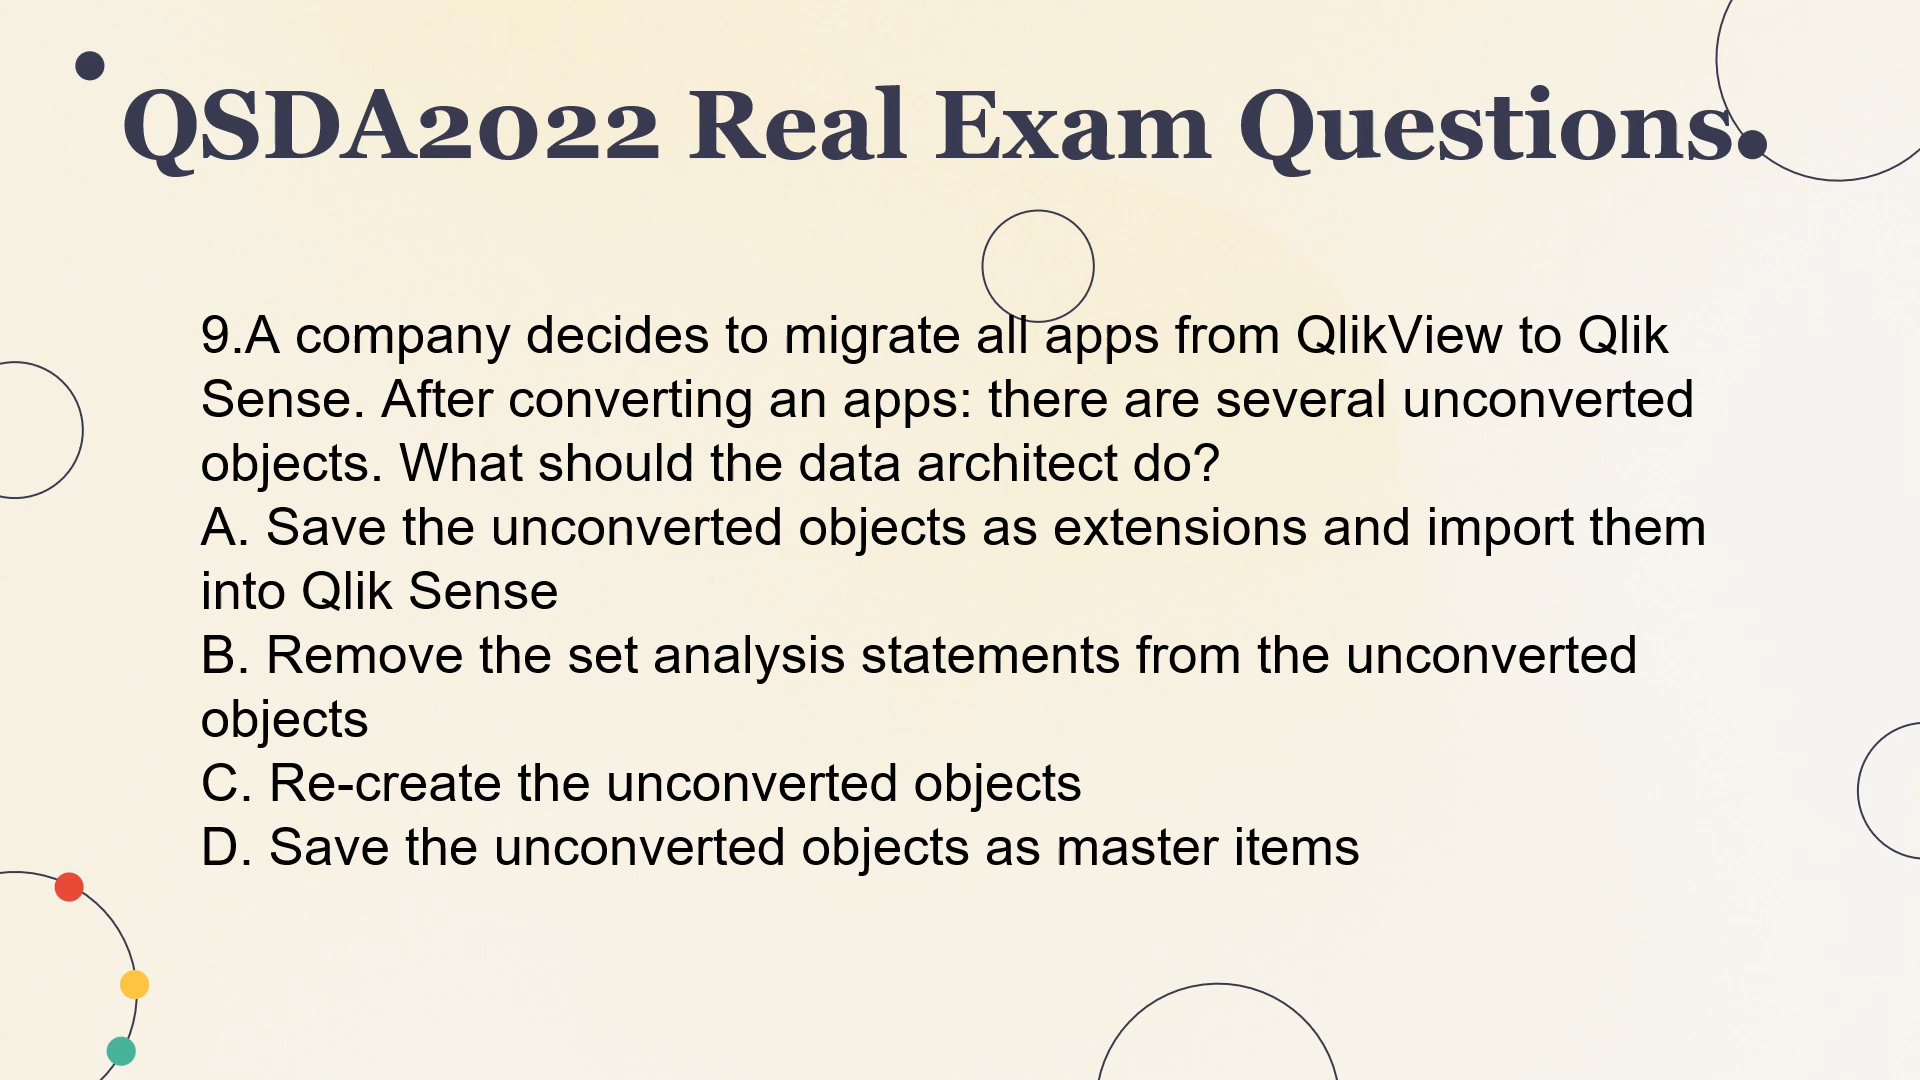 QSDA2022 Real Exam Questions
9.A company decides to migrate all apps from QlikView to Qlik
Sense. After converting an apps: there are several unconverted
objects. What should the data architect do?
A. Save the unconverted objects as extensions and import them
into Qlik Sense
B. Remove the set analysis statements from the unconverted
objects
C. Re-create the unconverted objects
D. Save the unconverted objects as master items